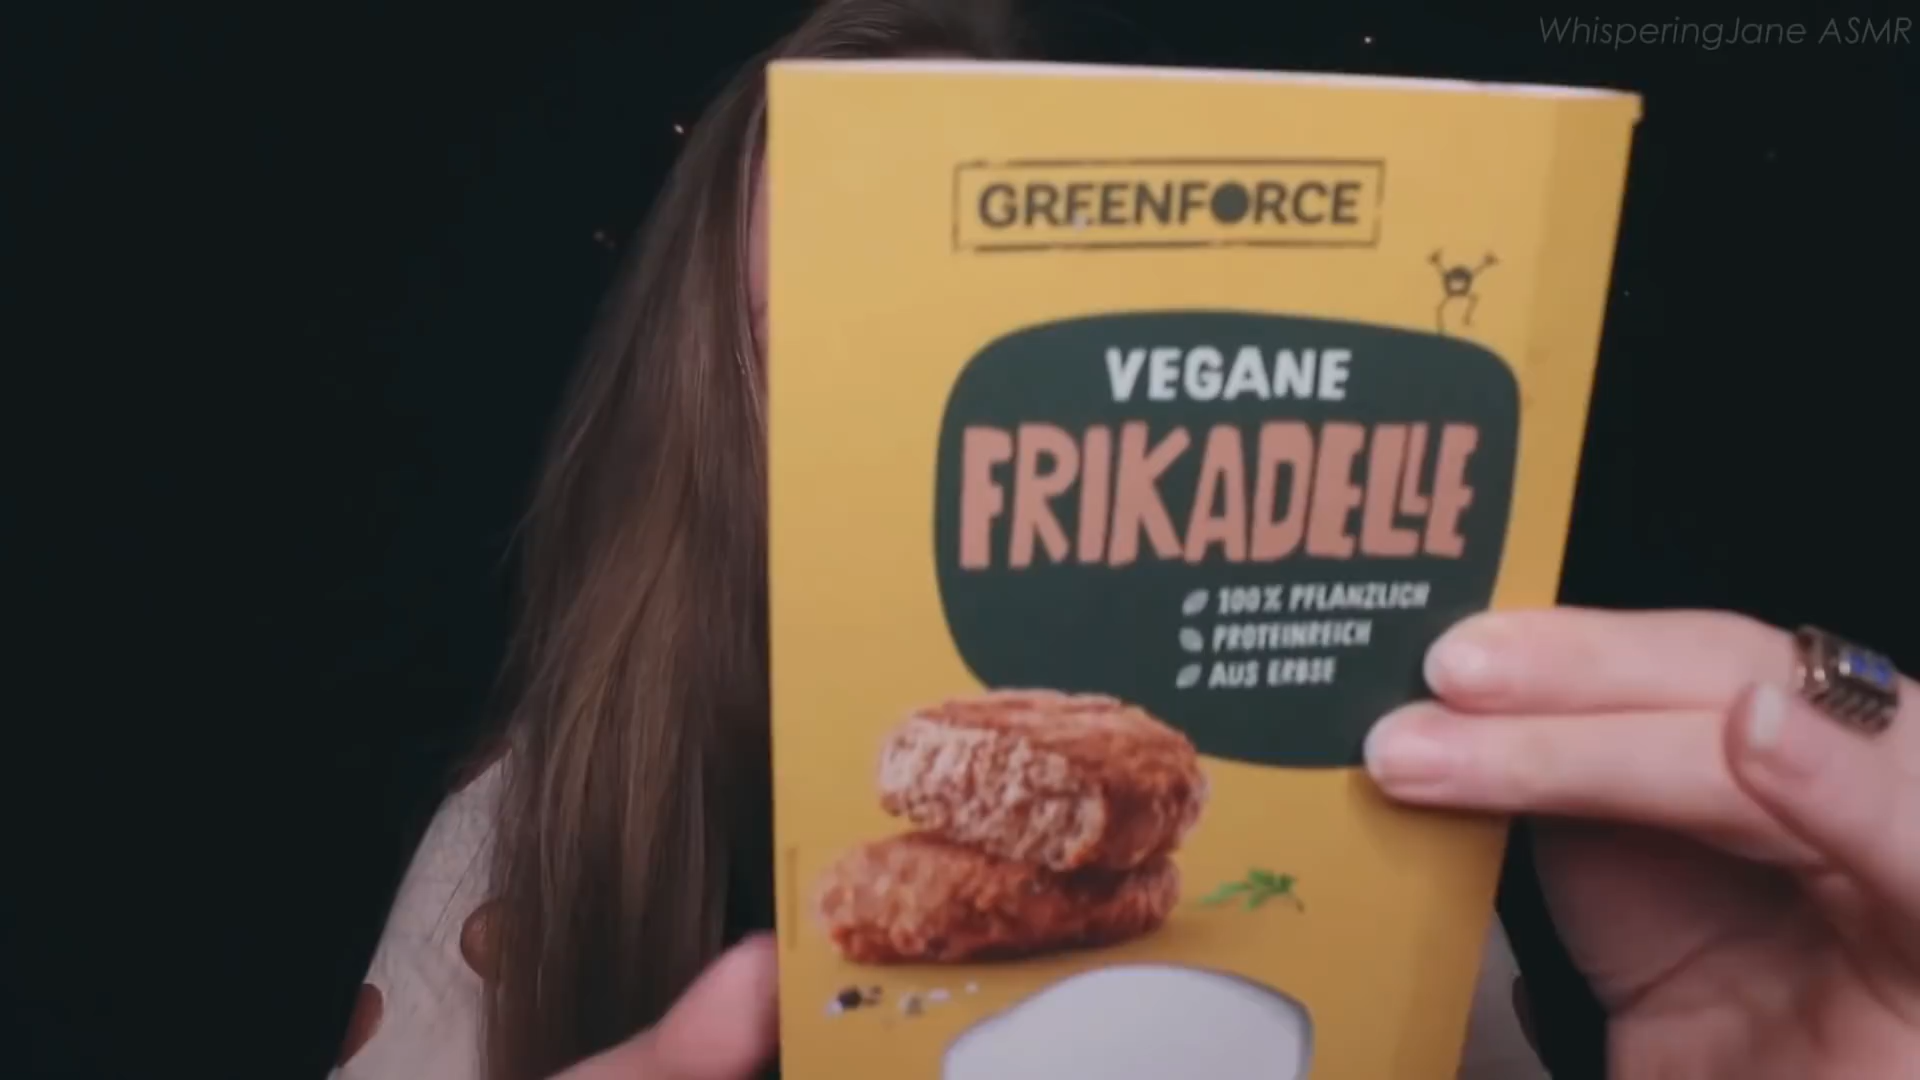 WhisperingJane ASMR
GREENFORCE
VEGANE
FRIKADELLE
100% PFLANZLICH
PROTEINREICH
AUS ERBSE